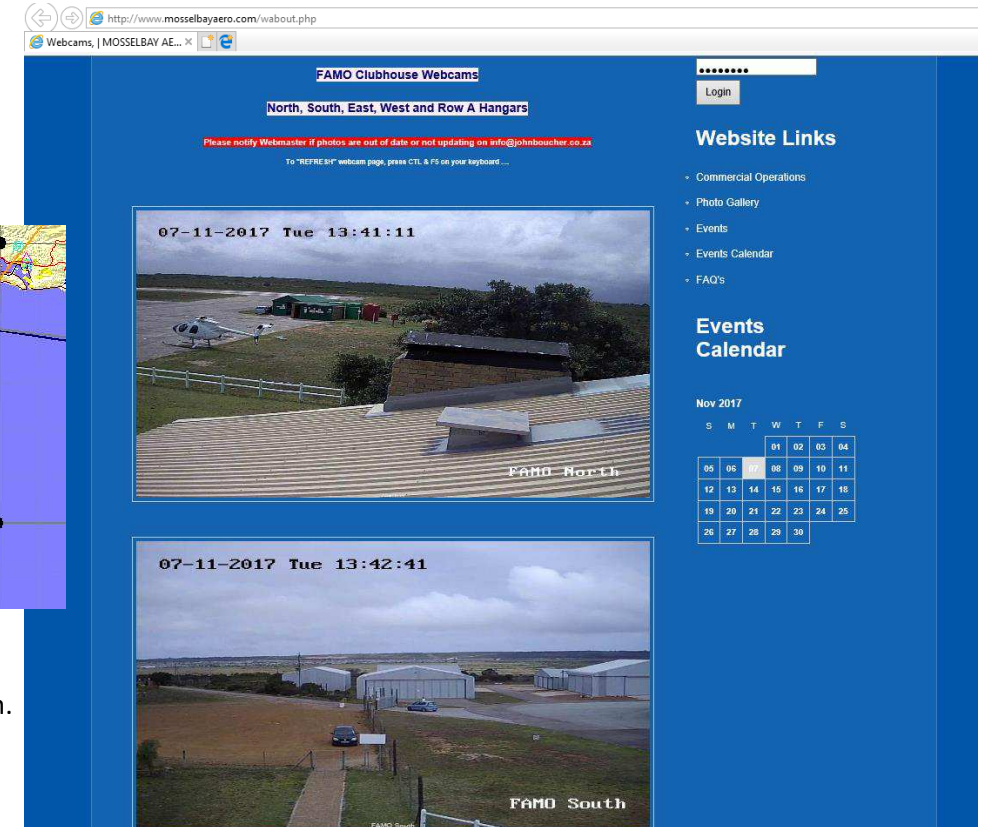 http://www.mosselbayaero.com/wabout.php
Webcams, | MOSSELBAY AE...
FAMO Clubhouse Webcams
North, South, East, West and Row A Hangars
Please notify Webmaster if photos are out of date or not updating on info@johnboucher.co.za
To "REFRESH" webcam page, press CTL & F5 on your keyboard ....
07-11-2017 Tue 13:41:11
FAMO North
07-11-2017 Tue 13:42:41
FAMO South
FAMO South
Login
Website Links
Commercial Operations
Photo Gallery
Events
Events Calendar
FAQ's
Events
Calendar
Nov 2017
S M T W T F S
01 02 03 04
05 06 07 08 09 10 11
12 13 14 15 16 17 18
19 20 21 22 23 24 25
26 27 28 29 30